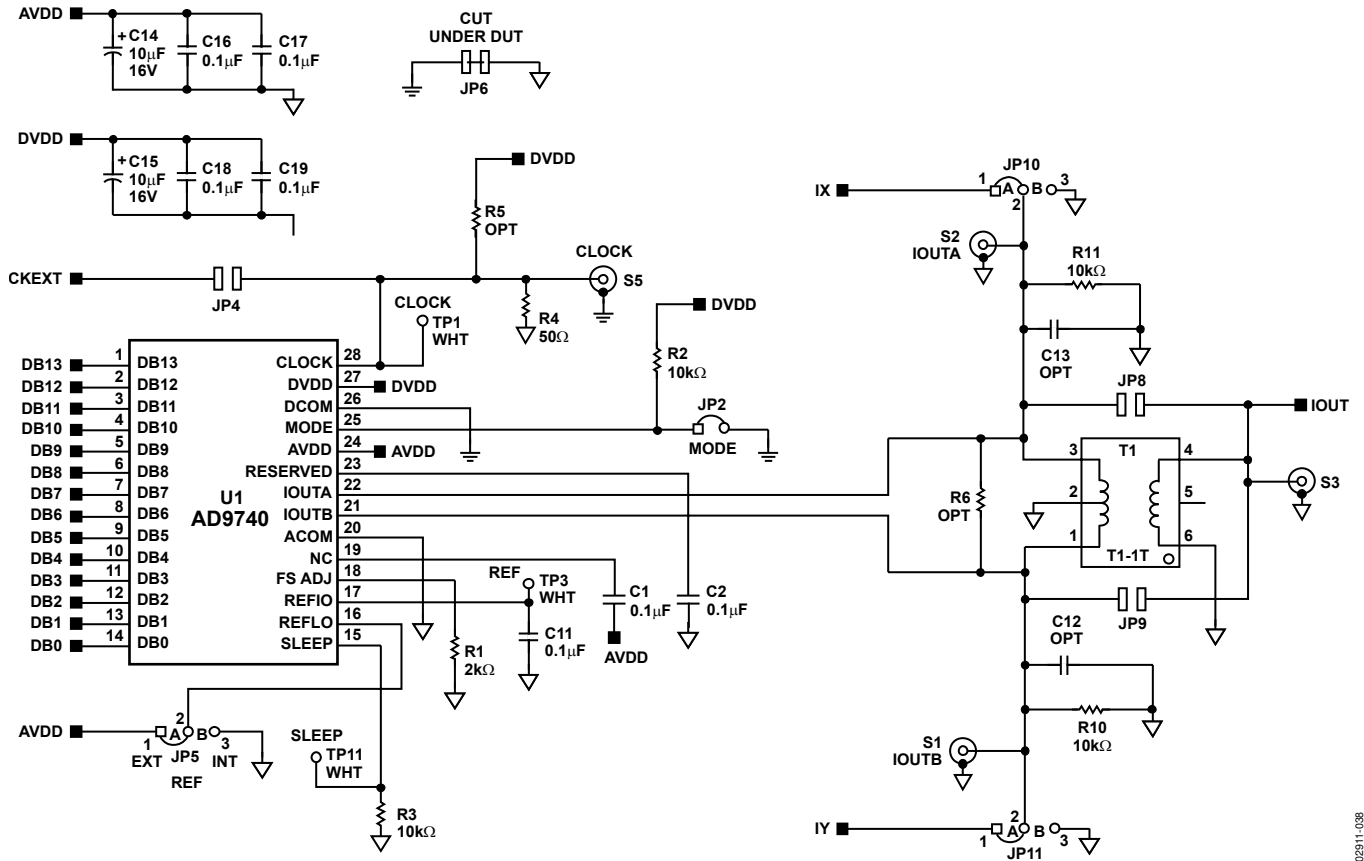 AVDD
+ C14
10µF
16V
C16
0.1µF
C17
0.1µF
CUT
UNDER DUT
JP6
DVDD
+ C15
10µF
16V
C18
0.1µF
C19
0.1µF
DVDD
R5
OPT
CKEXT
JP4
CLOCK
S5
CLOCK
TP1
WHT
R4
50Ω
DVDD
R2
10kΩ
JP2
MODE
DB13 1 DB13
DB12 2 DB12
DB11 3 DB11
DB10 4 DB10
DB9 5 DB9
DB8 6 DB8
DB7 7 DB7
DB6 8 DB6
DB5 9 DB5
DB4 10 DB4
DB3 11 DB3
DB2 12 DB2
DB1 13 DB1
DB0 14 DB0
U1
AD9740
CLOCK 28
DVDD 27 DVDD
DCOM 26
MODE 25
AVDD 24 AVDD
RESERVED 23
IOUTA 22
IOUTB 21
ACOM 20
NC 19
FS ADJ 18
REFIO 17
REFLO 16
SLEEP 15
REF
TP3
WHT
C1
0.1µF
AVDD
C2
0.1µF
C11
0.1µF
R1
2kΩ
AVDD
1 2 3
A B
EXT JP5 INT
REF
SLEEP
TP11
WHT
R3
10kΩ
JP10
IX
1 A B 3
2
S2
IOUTA
R11
10kΩ
C13
OPT
JP8
IOUT
R6
OPT
3 T1 4
2 5
1 6
T1-1T
S3
JP9
C12
OPT
R10
10kΩ
S1
IOUTB
IY
2
1 A B 3
JP11
02911-038